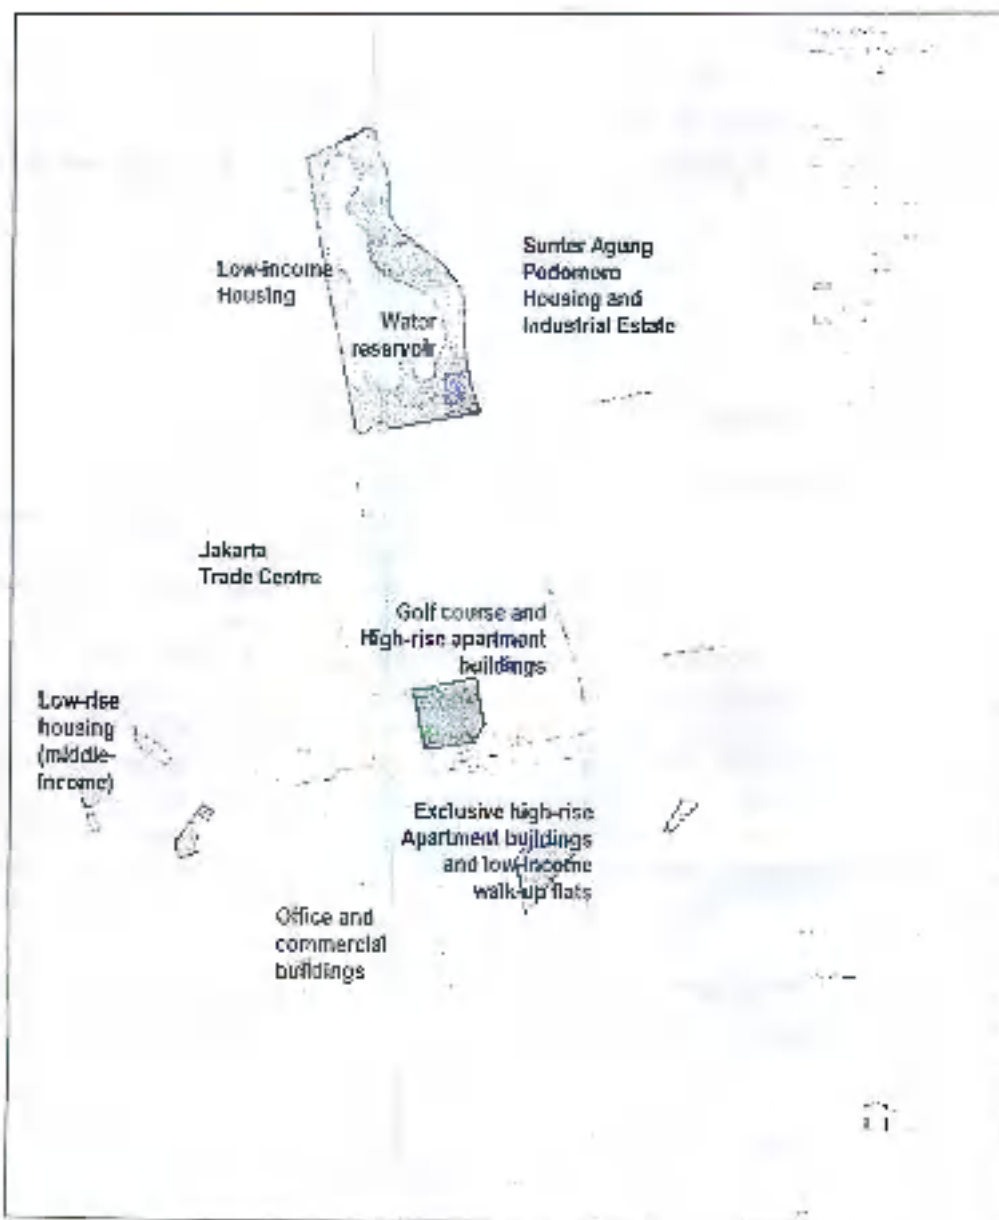 Sunter Agung
Podomoro
Housing and
Industrial Estate
Low-income
Housing
Water
reservoir
Jakarta
Trade Centre
Golf course and
High-rise apartment
buildings
Low-rise
housing
(middle-
income)
Exclusive high-rise
Apartment buildings
and low-income
walk-up flats
Office and
commercial
buildings